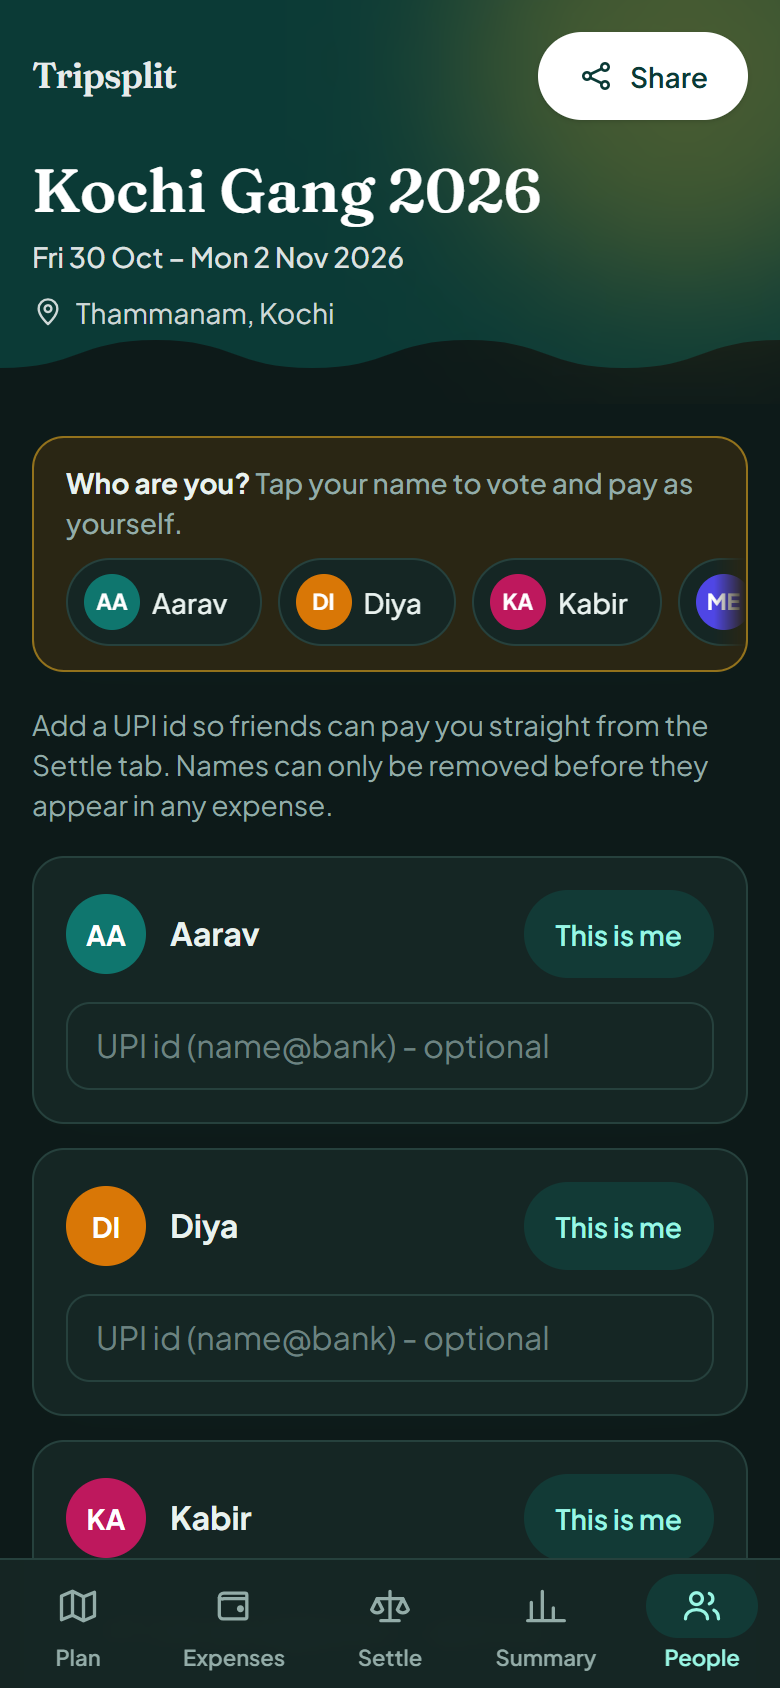 Tripsplit
Share
Kochi Gang 2026
Fri 30 Oct – Mon 2 Nov 2026
Thammanam, Kochi
Who are you? Tap your name to vote and pay as
yourself.
AA Aarav DI Diya KA Kabir ME
Add a UPI id so friends can pay you straight from the
Settle tab. Names can only be removed before they
appear in any expense.
AA Aarav This is me
UPI id (name@bank) - optional
DI Diya This is me
UPI id (name@bank) - optional
KA Kabir This is me
Plan Expenses Settle Summary People